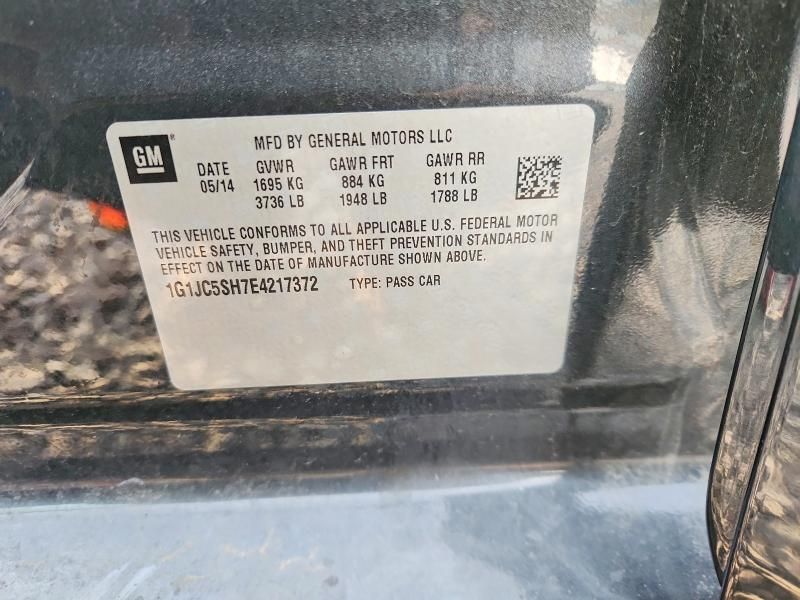 GM
MFD BY GENERAL MOTORS LLC
DATE GVWR GAWR FRT GAWR RR
05/14 1695 KG 884 KG 811 KG
3736 LB 1948 LB 1788 LB
THIS VEHICLE CONFORMS TO ALL APPLICABLE U.S. FEDERAL MOTOR
VEHICLE SAFETY, BUMPER, AND THEFT PREVENTION STANDARDS IN
EFFECT ON THE DATE OF MANUFACTURE SHOWN ABOVE.
1G1JC5SH7E4217372 TYPE: PASS CAR